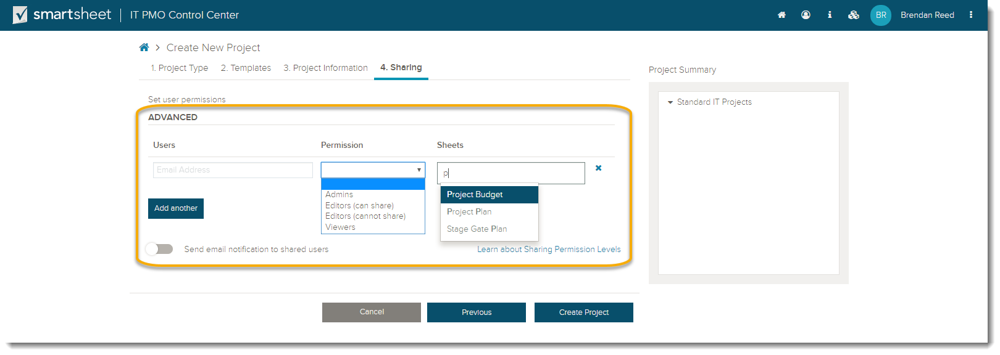 smartsheet IT PMO Control Center BR Brendan Reed
> Create New Project
1. Project Type 2. Templates 3. Project Information 4. Sharing
Project Summary
Set user permissions
Standard IT Projects
ADVANCED
Users Permission Sheets
Email Address p
Admins
Editors (can share)
Editors (cannot share)
Viewers
Project Budget
Project Plan
Stage Gate Plan
Add another
Send email notification to shared users
Learn about Sharing Permission Levels
Cancel Previous Create Project